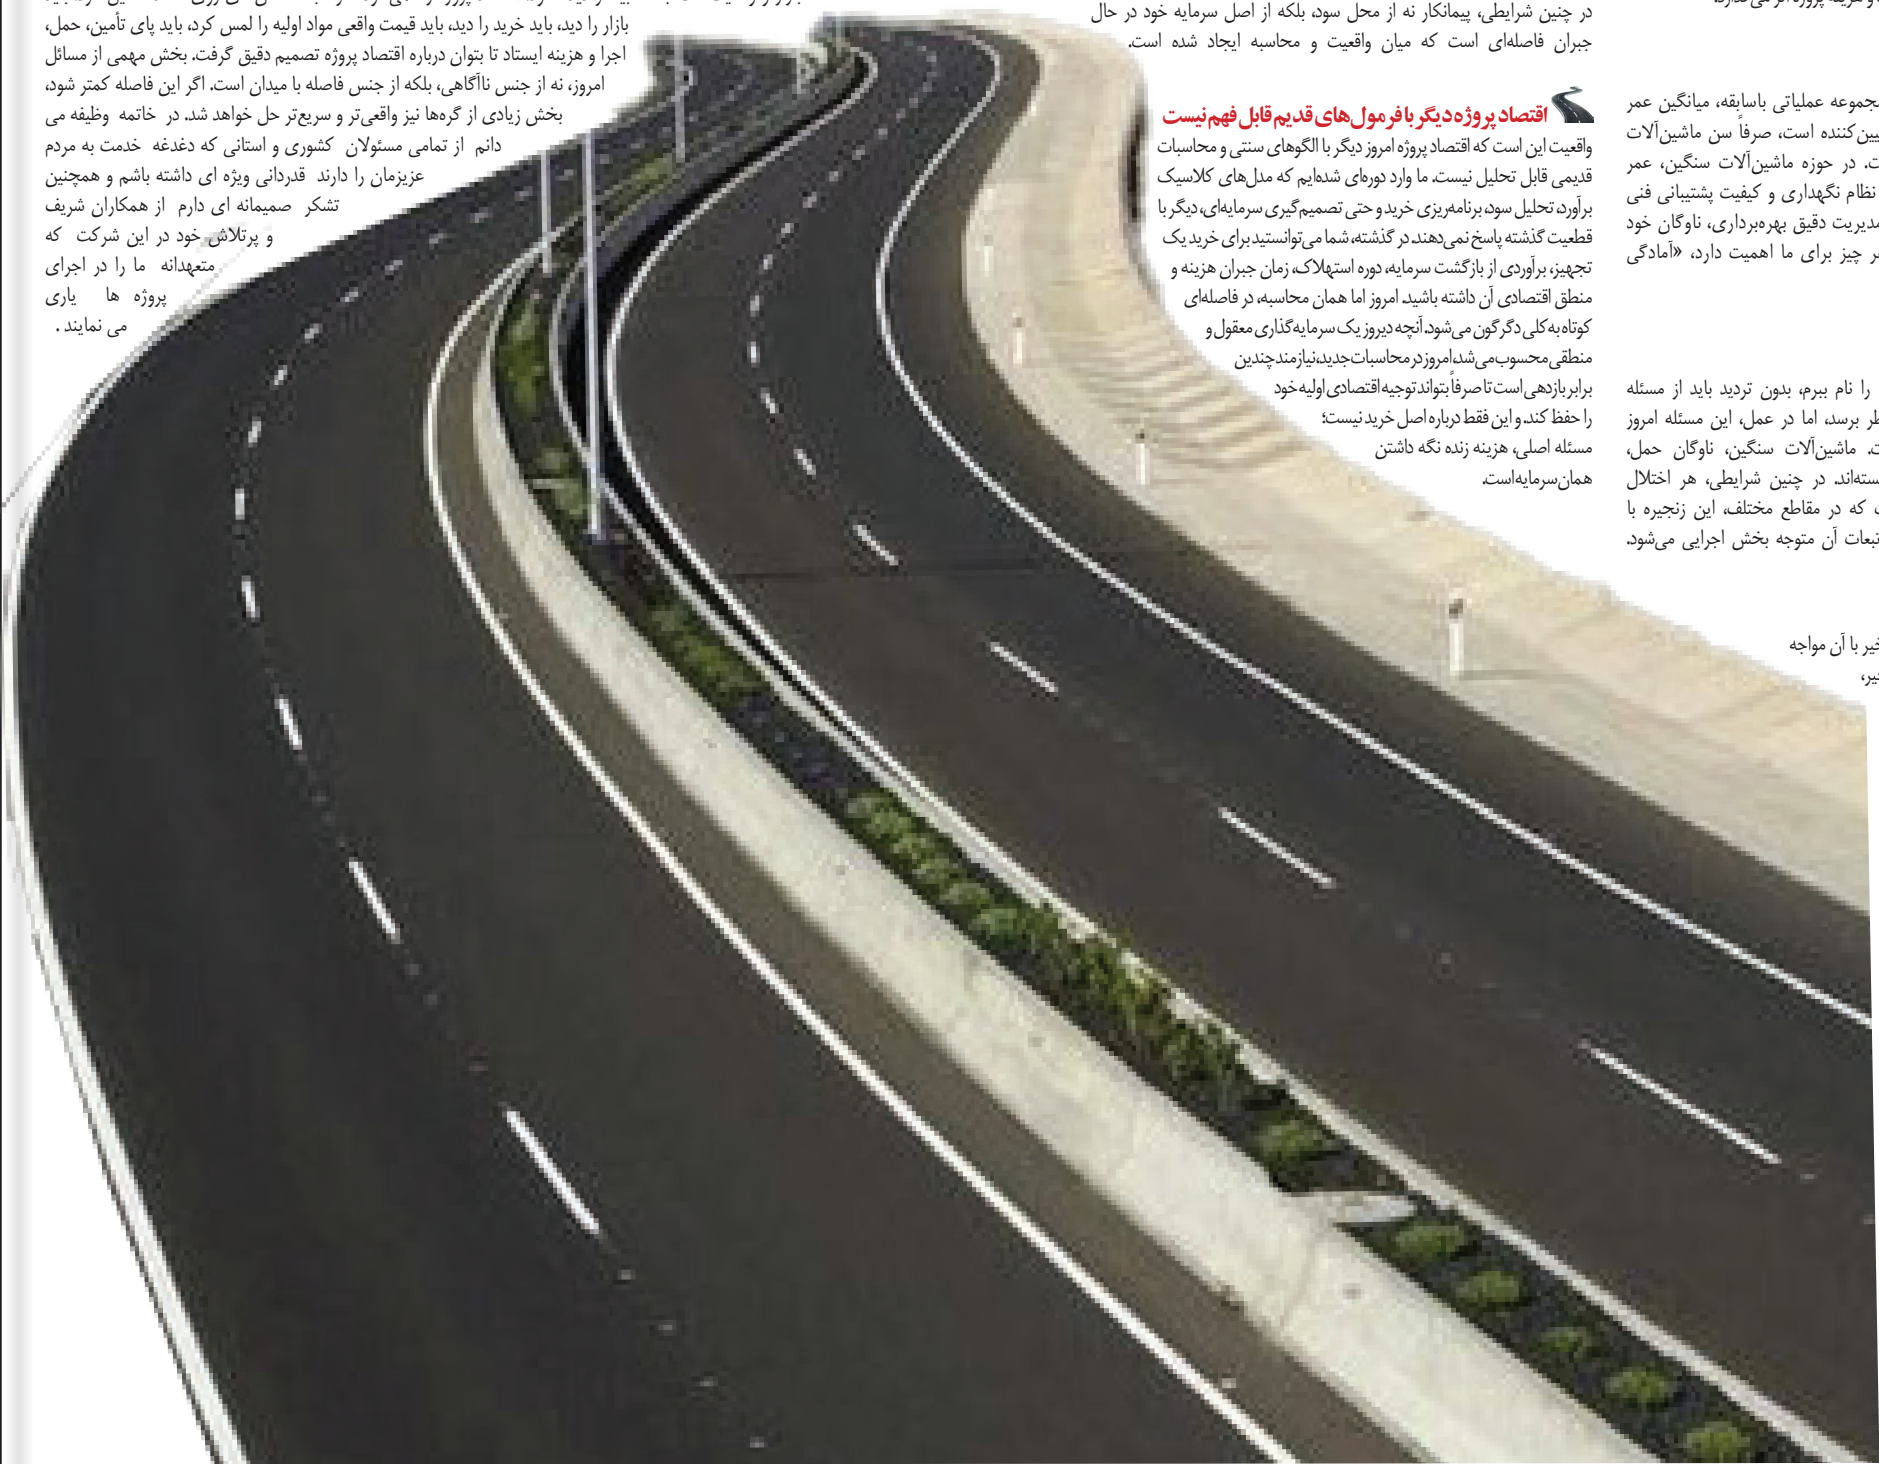 و هزینه پروژه اثر می‌گذارد.
مجموعه عملیاتی باسابقه، میانگین عمر
کننده است، صرفاً سن ماشین‌آلات
در حوزه ماشین‌آلات سنگین، عمر
نظام نگهداری و کیفیت پشتیبانی فنی
مدیریت دقیق بهره‌برداری، ناوگان خود
چیز برای ما اهمیت دارد، «آمادگی
را نام ببرم، بدون تردید باید از مسئله
برسد، اما در عمل، این مسئله امروز
ماشین‌آلات سنگین، ناوگان حمل،
در چنین شرایطی، هر اختلال
که در مقاطع مختلف، این زنجیره با
تبعات آن متوجه بخش اجرایی می‌شود.
با آن مواجه
در چنین شرایطی، پیمانکار نه از محل سود، بلکه از اصل سرمایه خود در حال
جبران فاصله‌ای است که میان واقعیت و محاسبه ایجاد شده است.
اقتصاد پروژه دیگر با فرمول‌های قدیم قابل فهم نیست
واقعیت این است که اقتصاد پروژه امروز دیگر با الگوهای سنتی و محاسبات
قدیمی قابل تحلیل نیست. ما وارد دوره‌ای شده‌ایم که مدل‌های کلاسیک
برآورد، تحلیل سود، برنامه‌ریزی خرید و حتی تصمیم‌گیری سرمایه‌ای، دیگر با
قطعیت گذشته پاسخ نمی‌دهند. در گذشته، شما می‌توانستید برای خرید یک
تجهیز، برآوردی از بازگشت سرمایه، دوره استهلاک، زمان جبران هزینه و
منطق اقتصادی آن داشته باشید. امروز اما همان محاسبه، در فاصله‌ای
کوتاه به کلی دگرگون می‌شود. آنچه دیروز یک سرمایه‌گذاری معقول و
منطقی محسوب می‌شد، امروز در محاسبات جدید، نیازمند چندین
برابر بازدهی است تا صرفاً بتواند توجیه اقتصادی اولیه خود
را حفظ کند. و این فقط درباره اصل خرید نیست؛
مسئله اصلی، هزینه زنده نگه داشتن
همان سرمایه است.
بازار را دید، باید خرید را دید، باید قیمت واقعی مواد اولیه را لمس کرد، باید پای تأمین، حمل،
اجرا و هزینه ایستاد تا بتوان درباره اقتصاد پروژه تصمیم دقیق گرفت. بخش مهمی از مسائل
امروز، نه از جنس ناآگاهی، بلکه از جنس فاصله با میدان است. اگر این فاصله کمتر شود،
بخش زیادی از گره‌ها نیز واقعی‌تر و سریع‌تر حل خواهد شد. در خاتمه وظیفه می
دانم از تمامی مسئولان کشوری و استانی که دغدغه خدمت به مردم
عزیزمان را دارند قدردانی ویژه ای داشته باشم و همچنین
تشکر صمیمانه ای دارم از همکاران شریف
و پرتلاش خود در این شرکت که
متعهدانه ما را در اجرای
پروژه ها یاری
می نمایند .